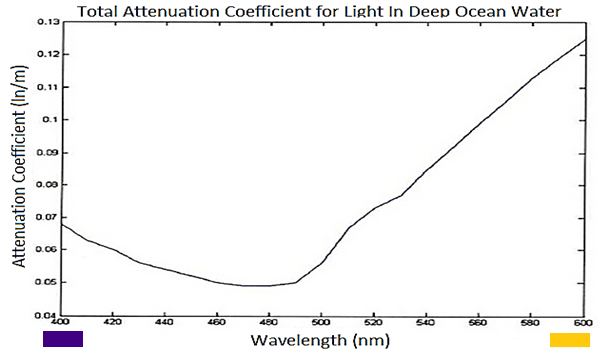 Total Attenuation Coefficient for Light In Deep Ocean Water
Attenuation Coefficient (ln/m)
0.13
0.12
0.11
0.1
0.09
0.08
0.07
0.06
0.05
0.04
400 420 440 460 480 500 520 540 560 580 600
Wavelength (nm)